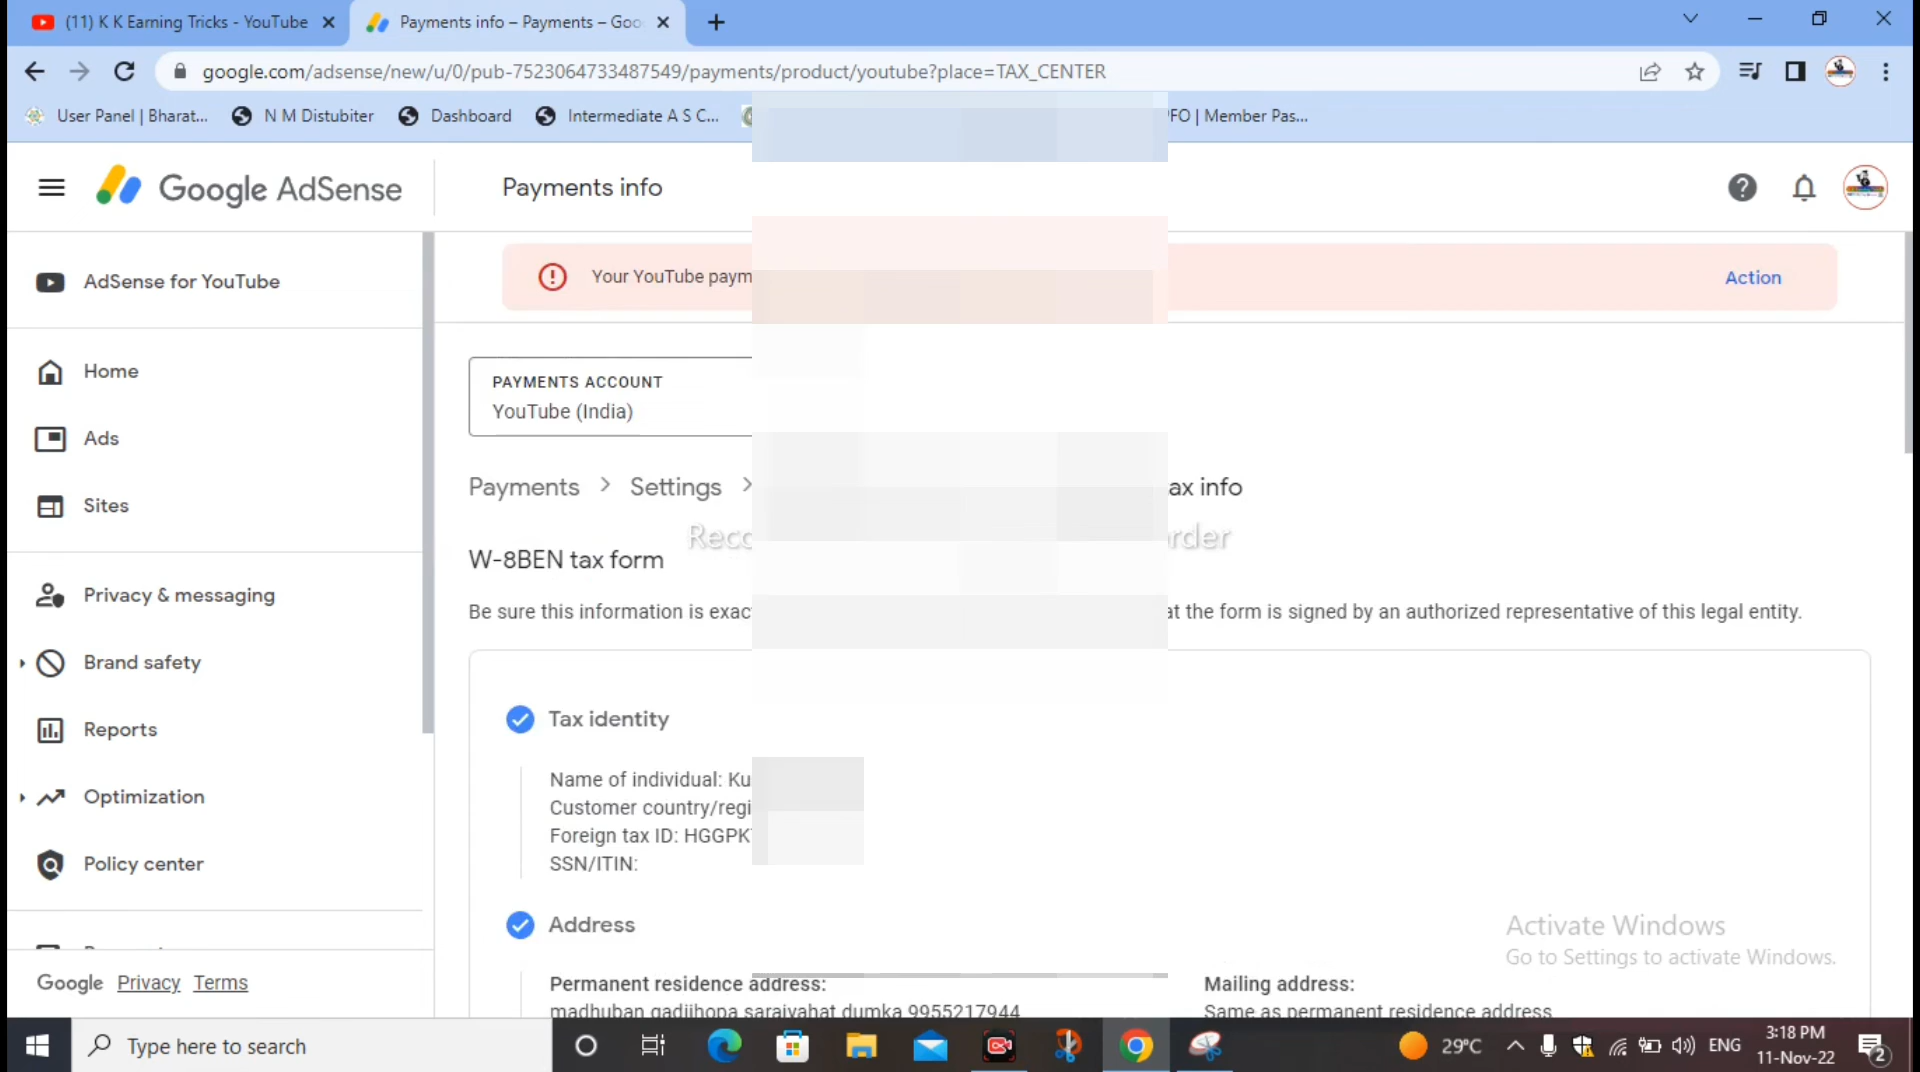 (11) K K Earning Tricks - YouTube
Payments info – Payments – Goo
google.com/adsense/new/u/0/pub-7523064733487549/payments/product/youtube?place=TAX_CENTER
User Panel | Bharat...
N M Distubiter
Dashboard
Intermediate A S C...
FO | Member Pas...
Google AdSense
Payments info
AdSense for YouTube
Your YouTube paym
Action
Home
Ads
Sites
Privacy & messaging
Brand safety
Reports
Optimization
Policy center
Google Privacy Terms
PAYMENTS ACCOUNT
YouTube (India)
Payments > Settings >
ax info
Reco
rder
W-8BEN tax form
Be sure this information is exac
at the form is signed by an authorized representative of this legal entity.
Tax identity
Name of individual: Ku
Customer country/regi
Foreign tax ID: HGGPK
SSN/ITIN:
Address
Permanent residence address:
madhuban gadijhopa saraiyahat dumka 9955217944
Mailing address:
Same as permanent residence address
Activate Windows
Go to Settings to activate Windows.
Type here to search
29°C
ENG
3:18 PM
11-Nov-22
2